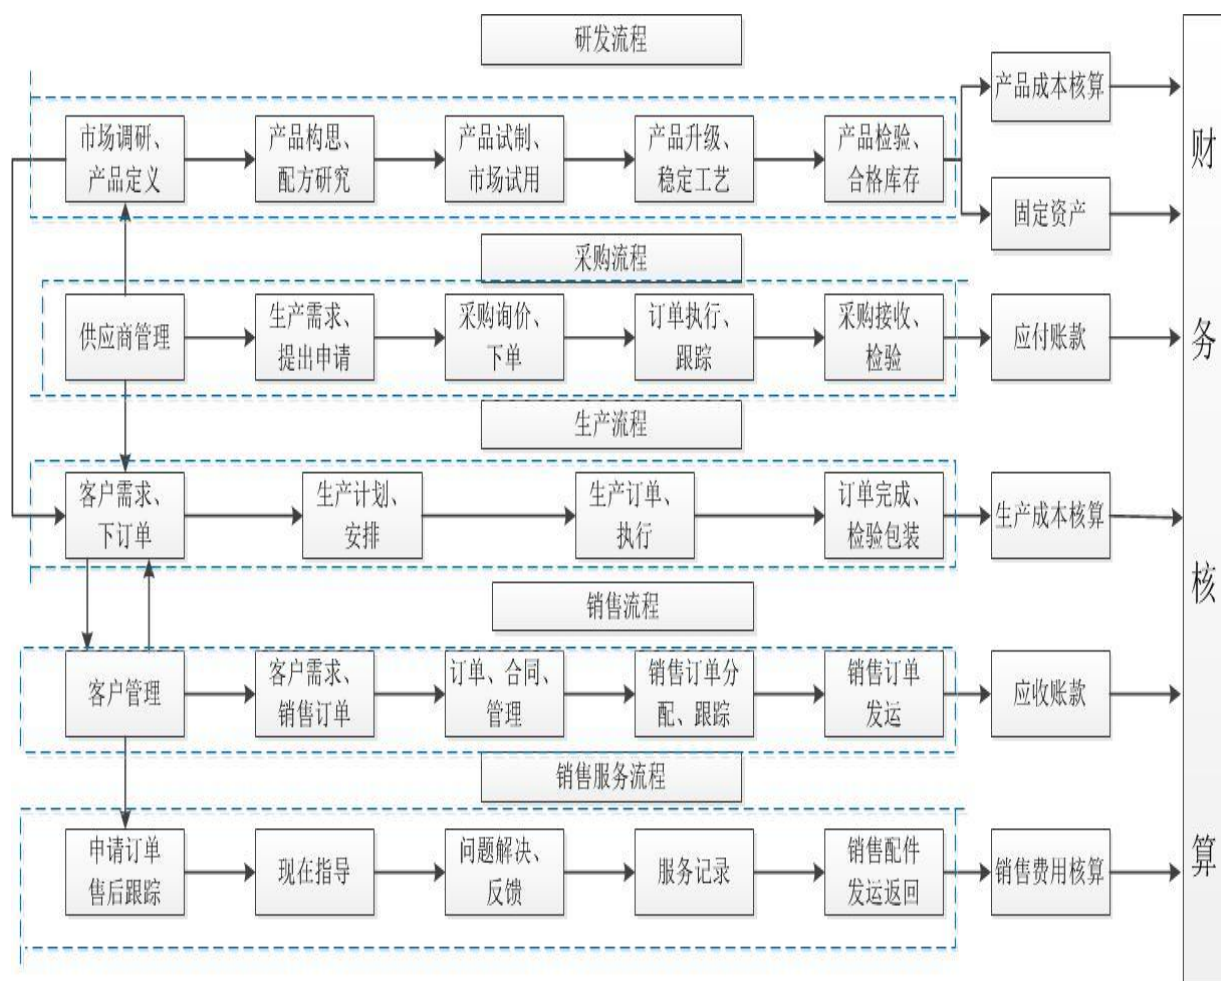 研发流程
市场调研、
产品定义
产品构思、
配方研究
产品试制、
市场试用
产品升级、
稳定工艺
产品检验、
合格库存
产品成本核算
固定资产
采购流程
供应商管理
生产需求、
提出申请
采购询价、
下单
订单执行、
跟踪
采购接收、
检验
应付账款
生产流程
客户需求、
下订单
生产计划、
安排
生产订单、
执行
订单完成、
检验包装
生产成本核算
销售流程
客户管理
客户需求、
销售订单
订单、合同、
管理
销售订单分
配、跟踪
销售订单
发运
应收账款
销售服务流程
申请订单
售后跟踪
现在指导
问题解决、
反馈
服务记录
销售配件
发运返回
销售费用核算
财务核算